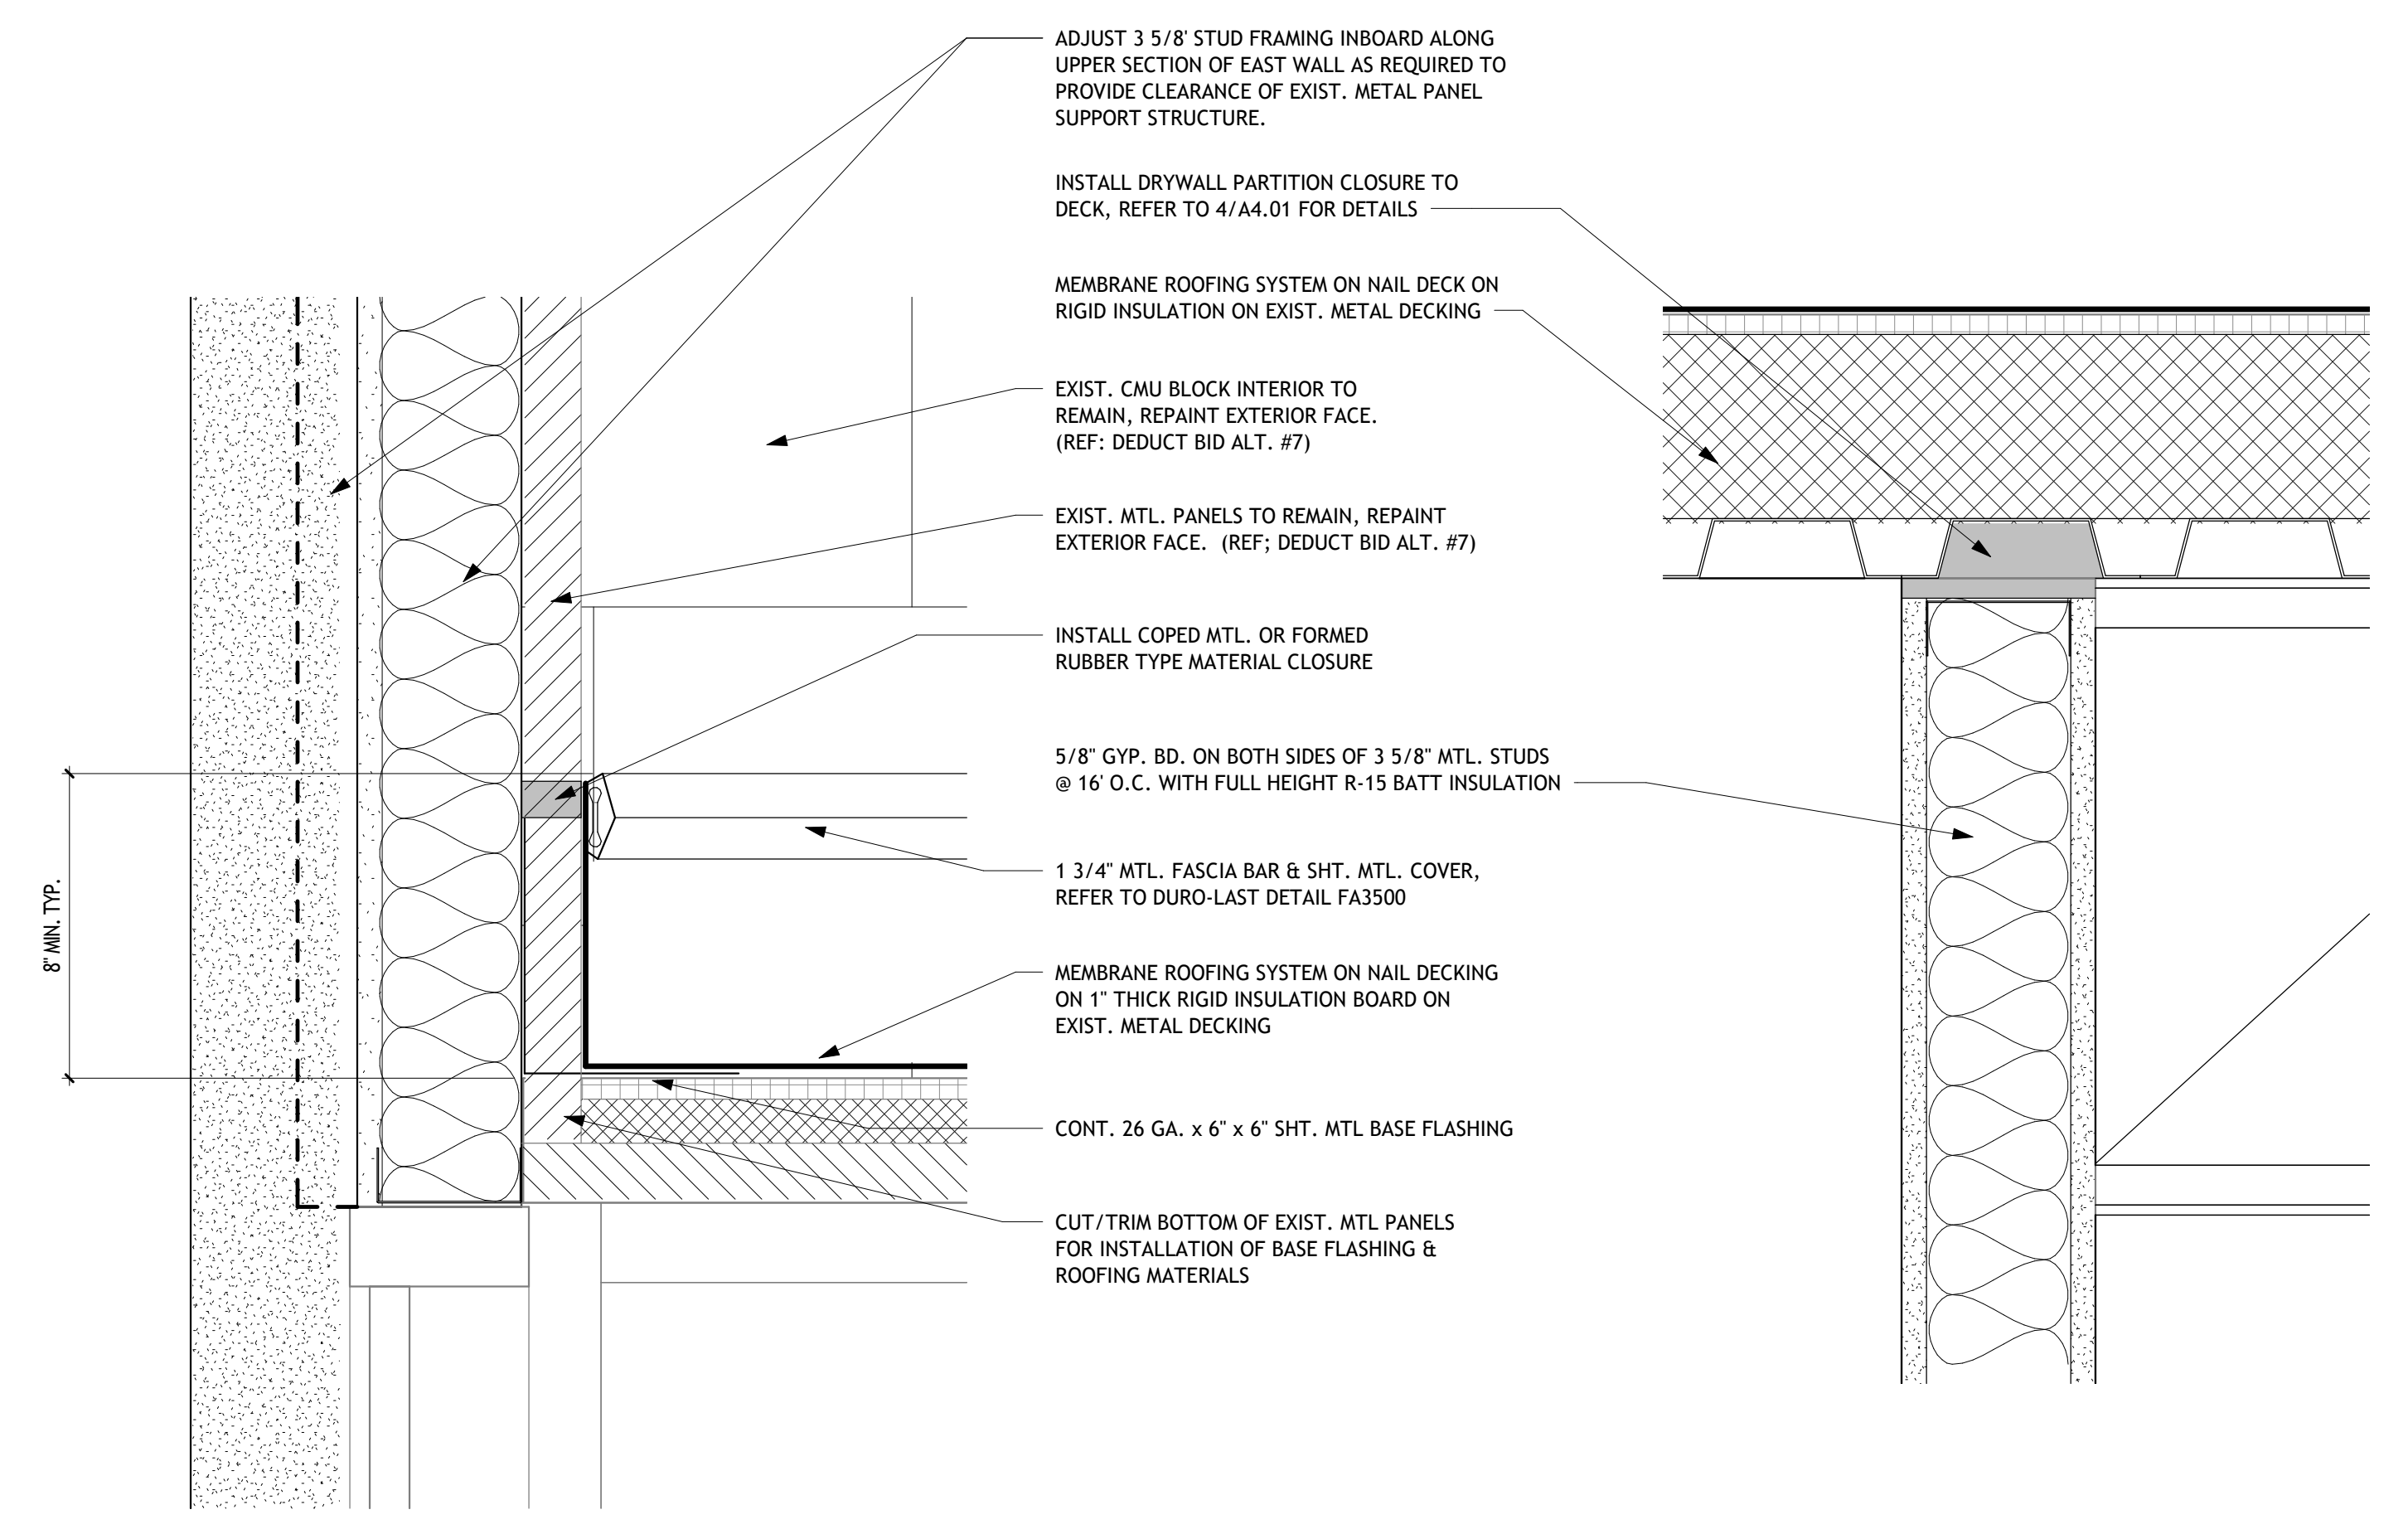 ADJUST 3 5/8' STUD FRAMING INBOARD ALONG
UPPER SECTION OF EAST WALL AS REQUIRED TO
PROVIDE CLEARANCE OF EXIST. METAL PANEL
SUPPORT STRUCTURE.
INSTALL DRYWALL PARTITION CLOSURE TO
DECK, REFER TO 4/A4.01 FOR DETAILS
MEMBRANE ROOFING SYSTEM ON NAIL DECK ON
RIGID INSULATION ON EXIST. METAL DECKING
EXIST. CMU BLOCK INTERIOR TO
REMAIN, REPAINT EXTERIOR FACE.
(REF: DEDUCT BID ALT. #7)
EXIST. MTL. PANELS TO REMAIN, REPAINT
EXTERIOR FACE.  (REF; DEDUCT BID ALT. #7)
INSTALL COPED MTL. OR FORMED
RUBBER TYPE MATERIAL CLOSURE
5/8" GYP. BD. ON BOTH SIDES OF 3 5/8" MTL. STUDS
@ 16' O.C. WITH FULL HEIGHT R-15 BATT INSULATION
1 3/4" MTL. FASCIA BAR & SHT. MTL. COVER,
REFER TO DURO-LAST DETAIL FA3500
8" MIN. TYP.
MEMBRANE ROOFING SYSTEM ON NAIL DECKING
ON 1" THICK RIGID INSULATION BOARD ON
EXIST. METAL DECKING
CONT. 26 GA. x 6" x 6" SHT. MTL BASE FLASHING
CUT/TRIM BOTTOM OF EXIST. MTL PANELS
FOR INSTALLATION OF BASE FLASHING &
ROOFING MATERIALS